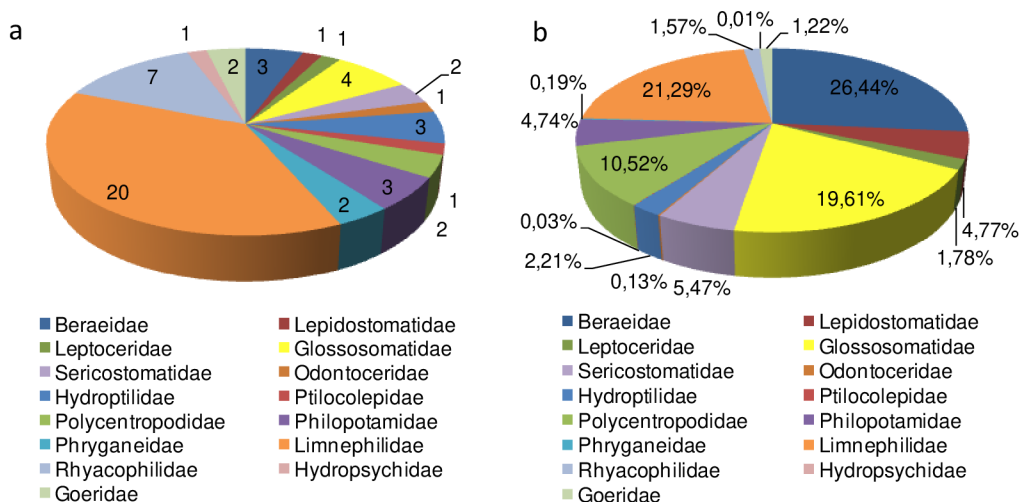 a
1
1
1
2
3
4
2
7
1
3
20
2
3
1
2
Beraeidae Lepidostomatidae
Leptoceridae Glossosomatidae
Sericostomatidae Odontoceridae
Hydroptilidae Ptilocolepidae
Polycentropodidae Philopotamidae
Phryganeidae Limnephilidae
Rhyacophilidae Hydropsychidae
Goeridae
b
0,01%
1,57% 1,22%
0,19%
21,29%
26,44%
4,74%
10,52%
19,61%
0,03%
4,77%
2,21%
1,78%
0,13%
5,47%
Beraeidae Lepidostomatidae
Leptoceridae Glossosomatidae
Sericostomatidae Odontoceridae
Hydroptilidae Ptilocolepidae
Polycentropodidae Philopotamidae
Phryganeidae Limnephilidae
Rhyacophilidae Hydropsychidae
Goeridae